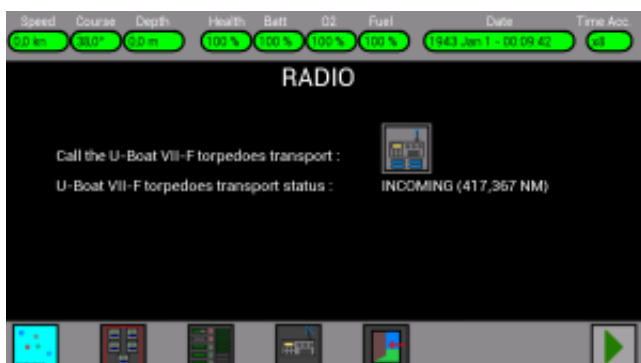 Speed Course Depth Health Batt O2 Fuel Date Time Acc.
0,0 kn 38,0° 0,0 m 100 % 100 % 100 % 100 % 1943 Jan 1 - 00:09:42 x8
RADIO
Call the U-Boat VII-F torpedoes transport :
U-Boat VII-F torpedoes transport status : INCOMING (417,367 NM)